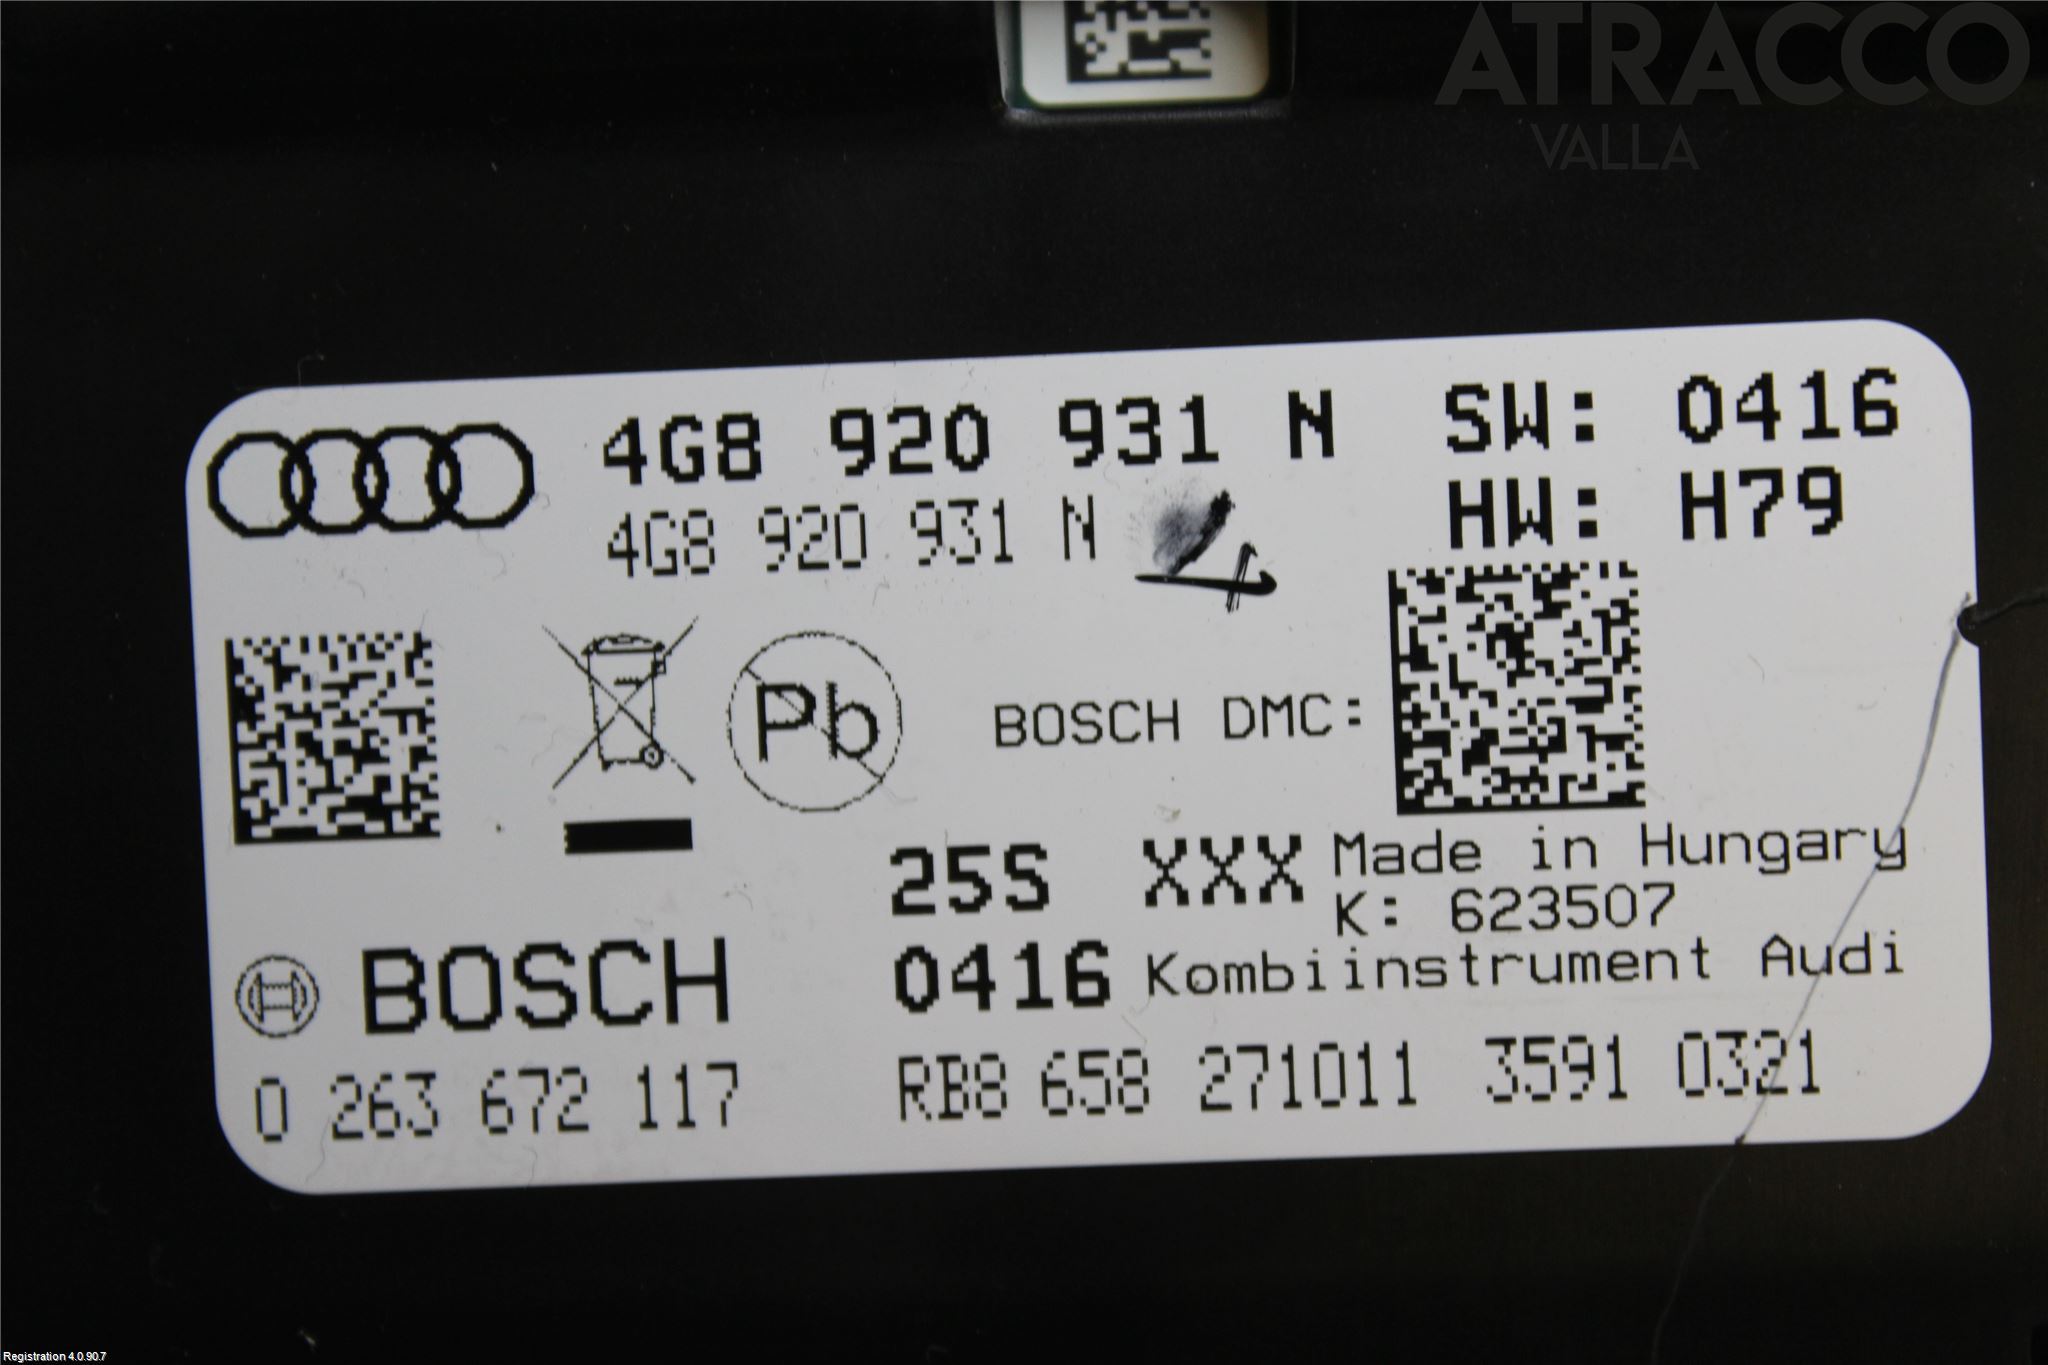 ATRACCO
VALLA
4G8 920 931 N SW: 0416
4G8 920 931 N HW: H79
4
Pb
BOSCH DMC:
25S XXX Made in Hungary
K: 623507
BOSCH 0416 Kombiinstrument Audi
0 263 672 117 RB8 658 271011 3591 0321
Registration 4.0.90.7